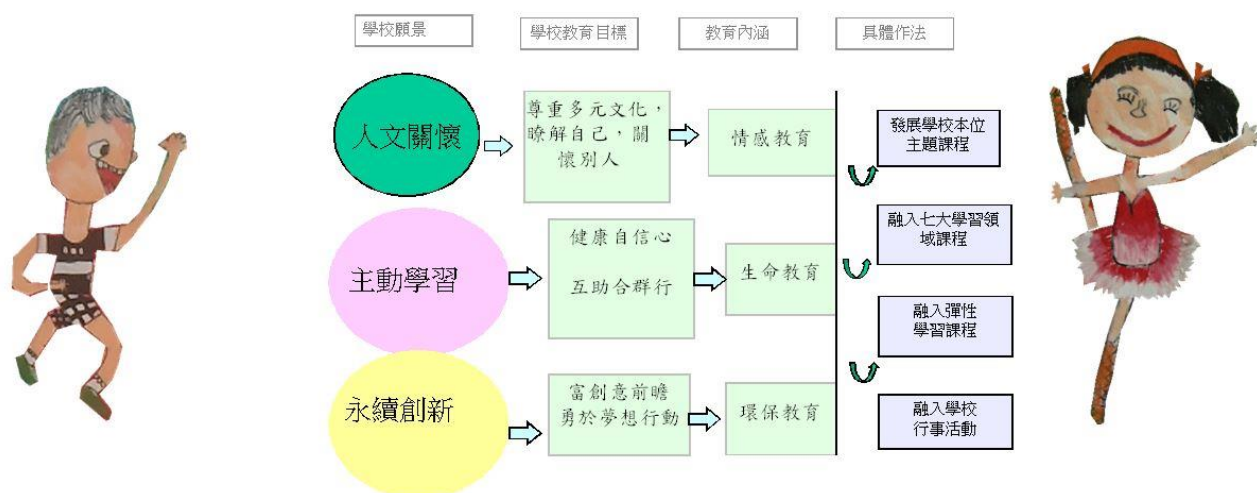 學校願景
學校教育目標
教育內涵
具體作法
人文關懷
尊重多元文化，
瞭解自己，關
懷別人
情感教育
發展學校本位
主題課程
主動學習
健康自信心
互助合群行
生命教育
融入七大學習領
域課程
融入彈性
學習課程
永續創新
富創意前瞻
勇於夢想行動
環保教育
融入學校
行事活動